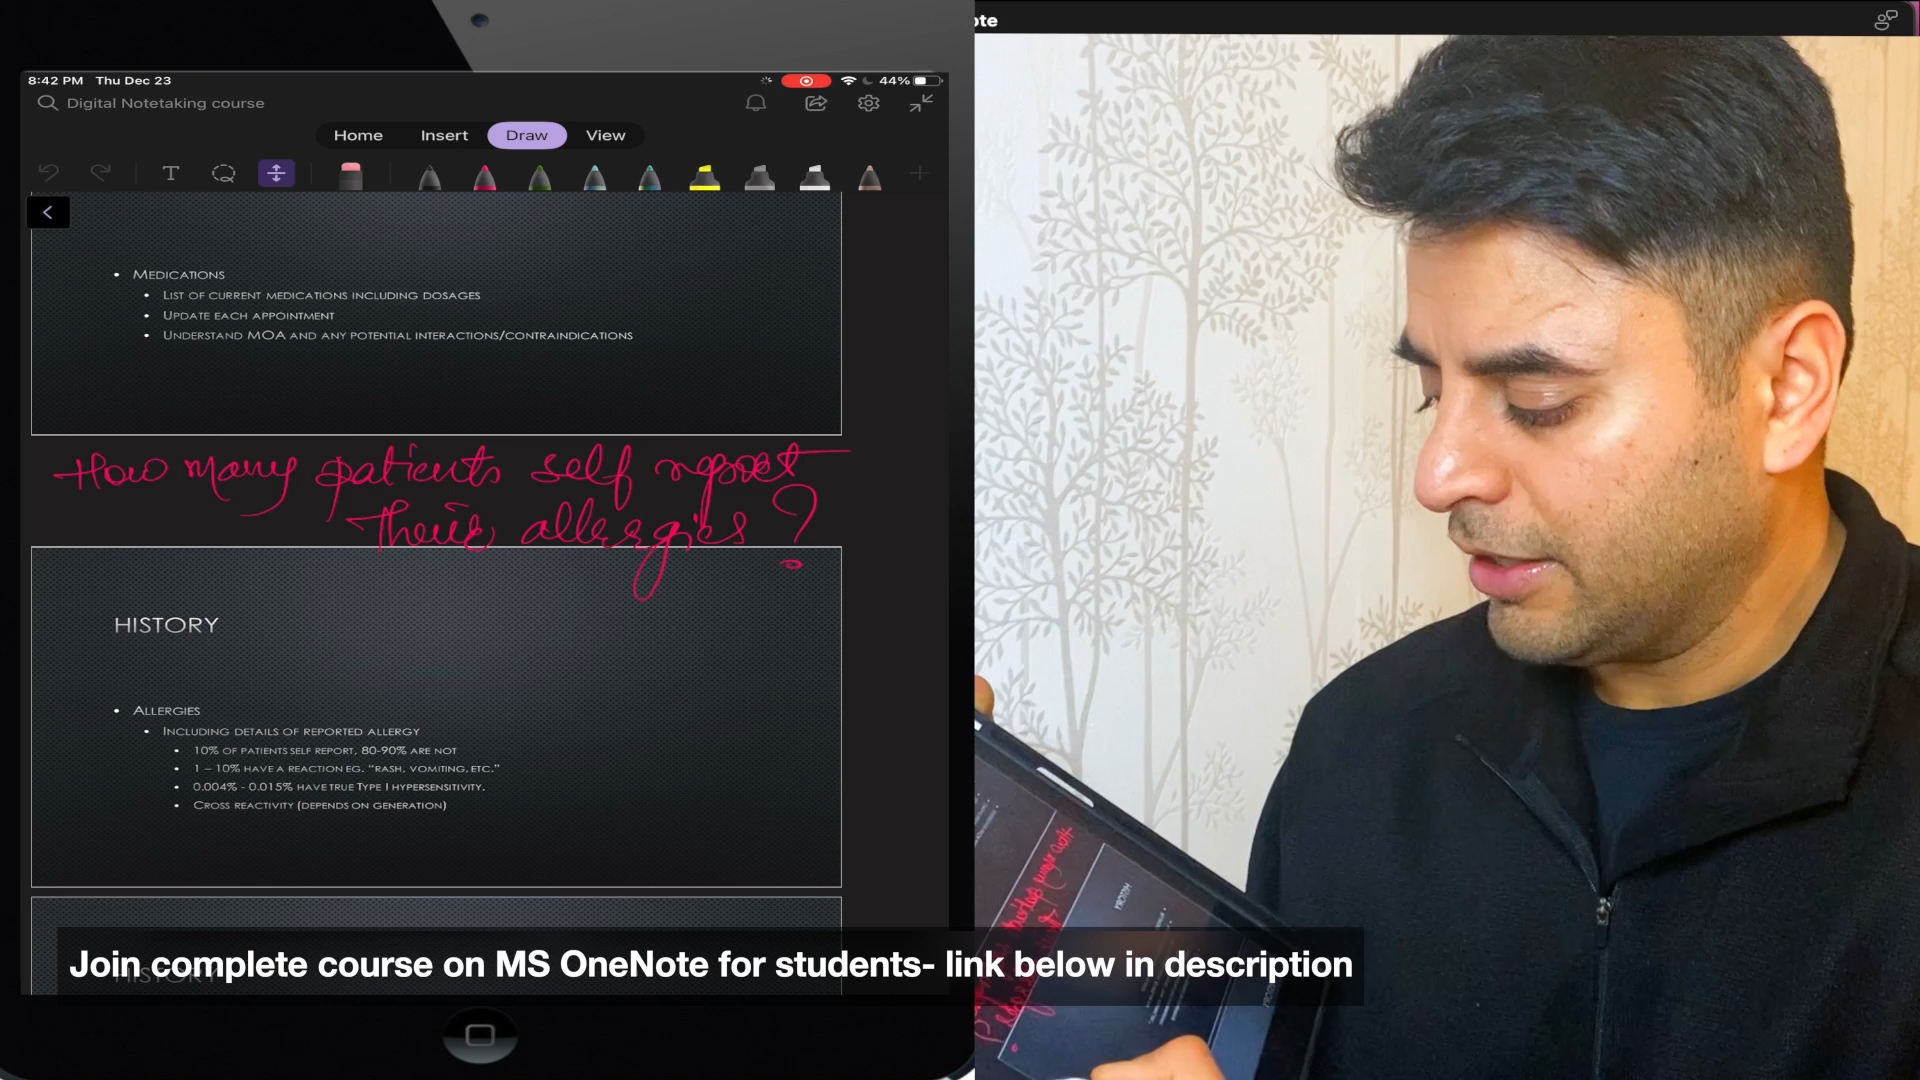 ote
8:42 PM Thu Dec 23
44%
Digital Notetaking course
Home Insert Draw View
T
• MEDICATIONS
• LIST OF CURRENT MEDICATIONS INCLUDING DOSAGES
• UPDATE EACH APPOINTMENT
• UNDERSTAND MOA AND ANY POTENTIAL INTERACTIONS/CONTRAINDICATIONS
How many patients self report
their allergies?
HISTORY
• ALLERGIES
• INCLUDING DETAILS OF REPORTED ALLERGY
• 10% OF PATIENTS SELF REPORT, 80-90% ARE NOT
• 1 – 10% HAVE A REACTION EG. “RASH, VOMITING, ETC.”
• 0.004% - 0.015% HAVE TRUE TYPE I HYPERSENSITIVITY.
• CROSS REACTIVITY (DEPENDS ON GENERATION)
HISTORY
Join complete course on MS OneNote for students- link below in description
HISTORY